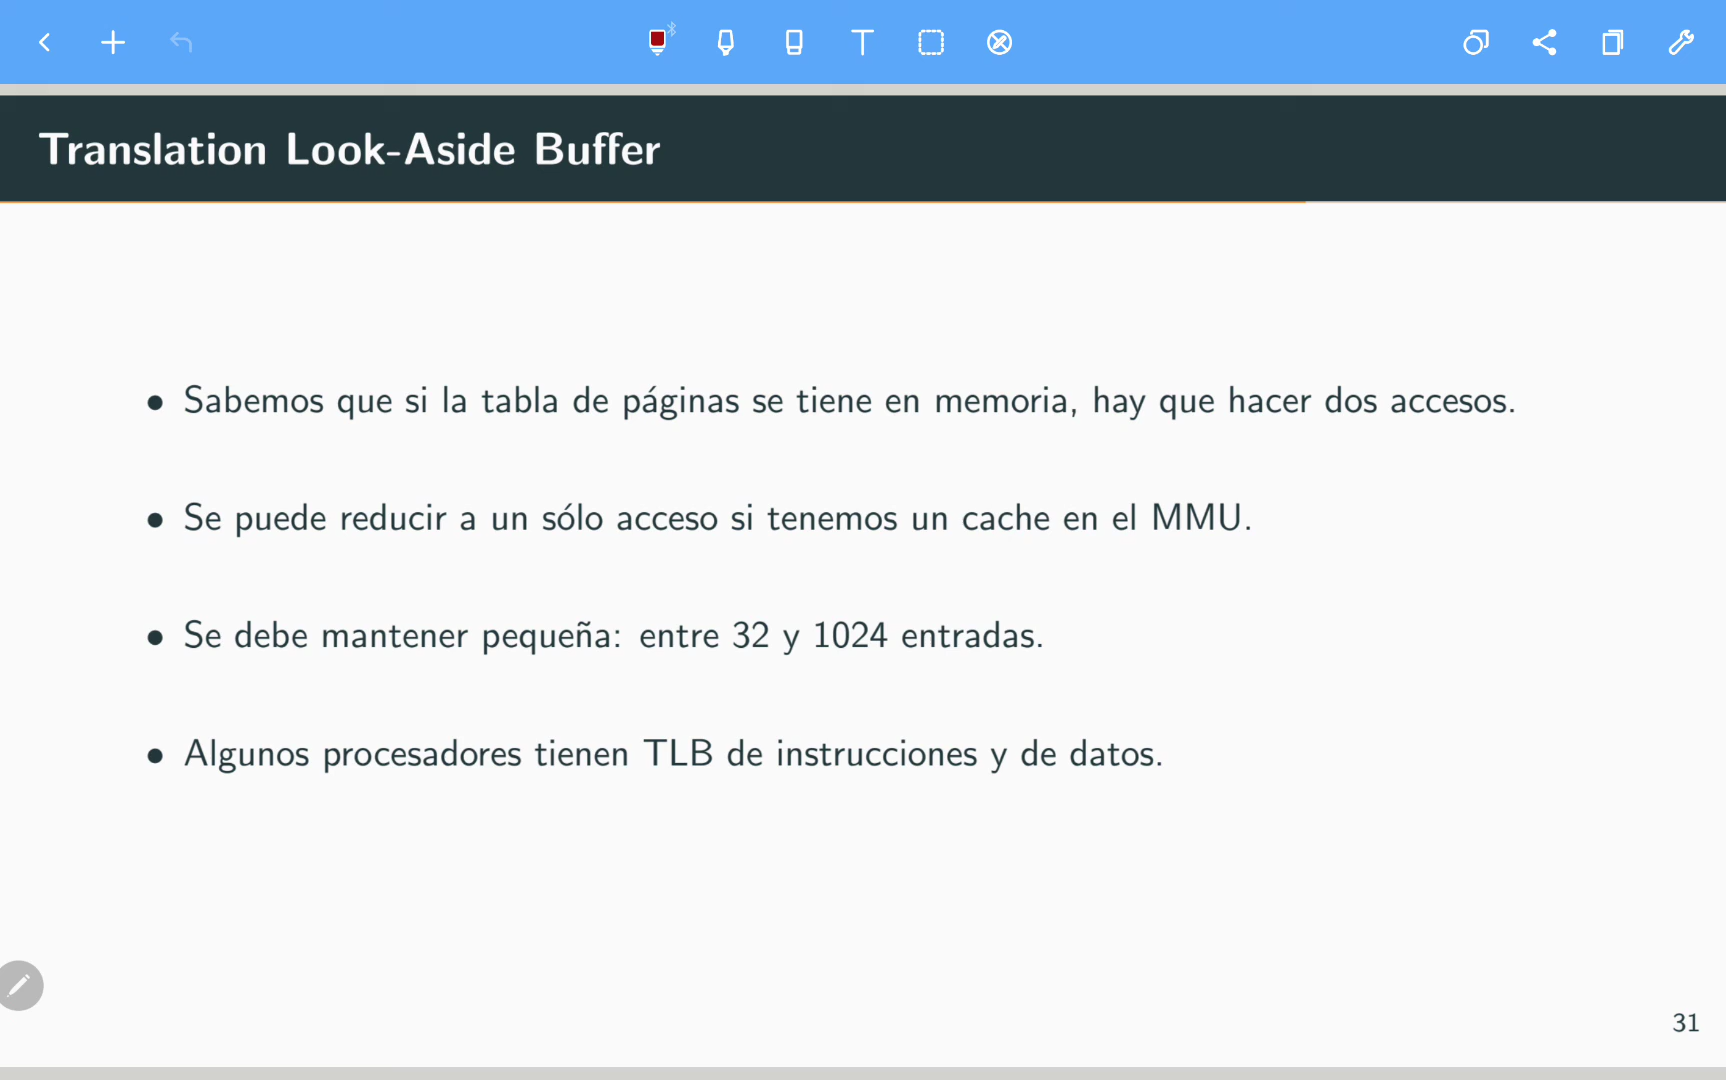 Translation Look-Aside Buffer
• Sabemos que si la tabla de páginas se tiene en memoria, hay que hacer dos accesos.
• Se puede reducir a un sólo acceso si tenemos un cache en el MMU.
• Se debe mantener pequeña: entre 32 y 1024 entradas.
• Algunos procesadores tienen TLB de instrucciones y de datos.
31